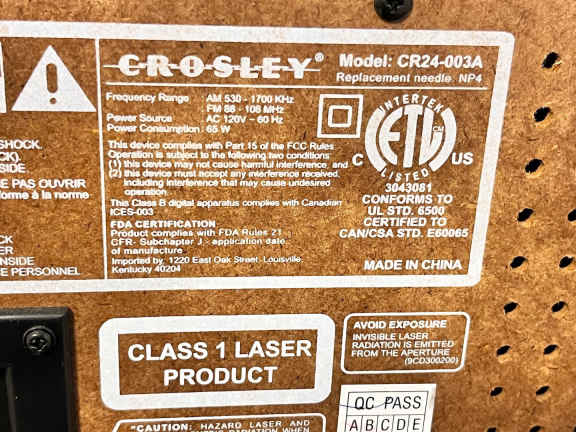 CROSLEY® Model: CR24-003A
Replacement needle: NP4
Frequency Range: AM 530 - 1700 KHz
FM 88 - 108 MHz
Power Source: AC 120V ~ 60 Hz
Power Consumption: 65 W
This device complies with Part 15 of the FCC Rules
Operation is subject to the following two conditions
(1) this device may not cause harmful interference, and
(2) this device must accept any interference received,
including interference that may cause undesired
operation.
This Class B digital apparatus complies with Canadian
ICES-003
FDA CERTIFICATION
Product complies with FDA Rules 21
CFR- Subchapter J - application date.
of manufacture
Imported by: 1220 East Oak Street, Louisville,
Kentucky 40204
INTERTEK
ETL CM
LISTED
C US
3043081
CONFORMS TO
UL STD. 6500
CERTIFIED TO
CAN/CSA STD. E60065
MADE IN CHINA
SHOCK.
CK).
SIDE
E PAS OUVRIR
forme à la norme
CK
ER
INSIDE
E PERSONNEL
CLASS 1 LASER
PRODUCT
AVOID EXPOSURE
INVISIBLE LASER
RADIATION IS EMITTED
FROM THE APERTURE
(9CD300200)
QC PASS
A B C D E
"CAUTION: HAZARD LASER AND
RADIATION WHEN